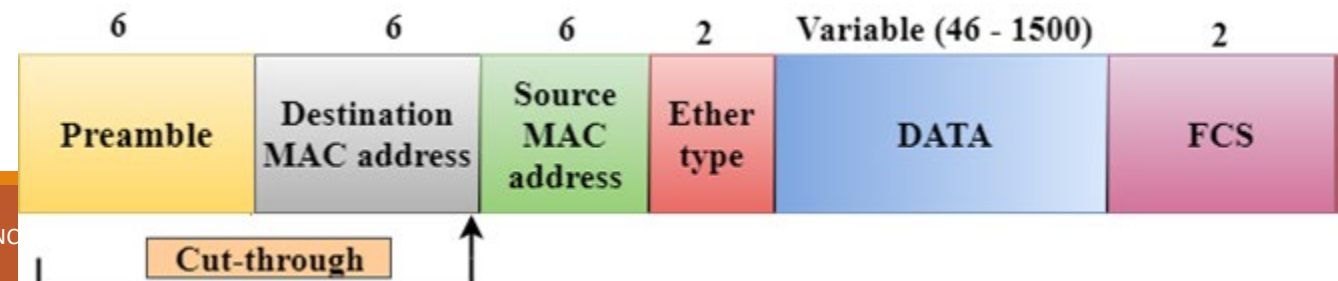 6 6 6 2 Variable (46 - 1500) 2
Preamble
Destination
MAC address
Source
MAC
address
Ether
type
DATA
FCS
NC
Cut-through